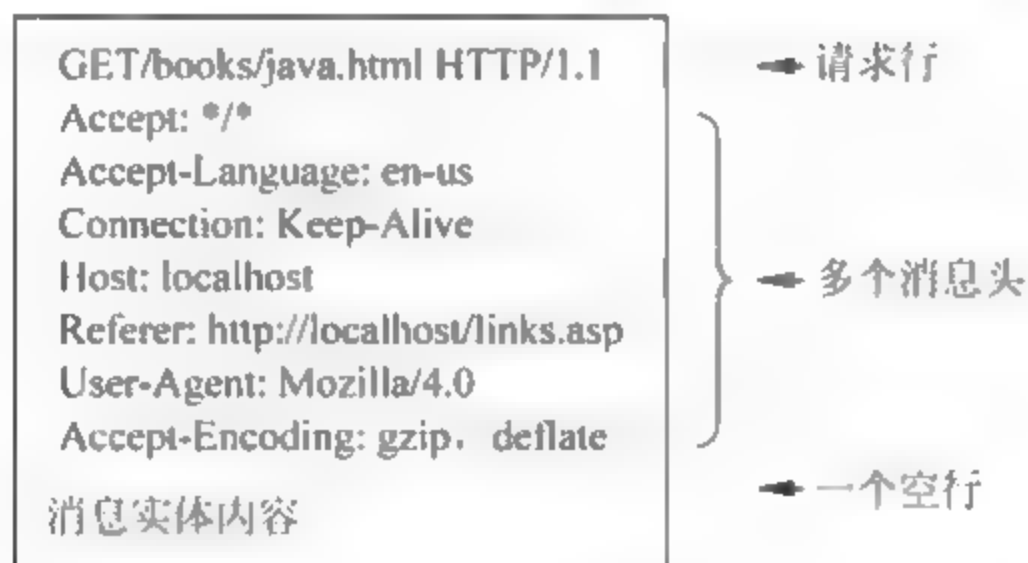 GET/books/java.html HTTP/1.1
请求行
Accept: */*
Accept-Language: en-us
Connection: Keep-Alive
Host: localhost
多个消息头
Referer: http://localhost/links.asp
User-Agent: Mozilla/4.0
Accept-Encoding: gzip, deflate
一个空行
消息实体内容